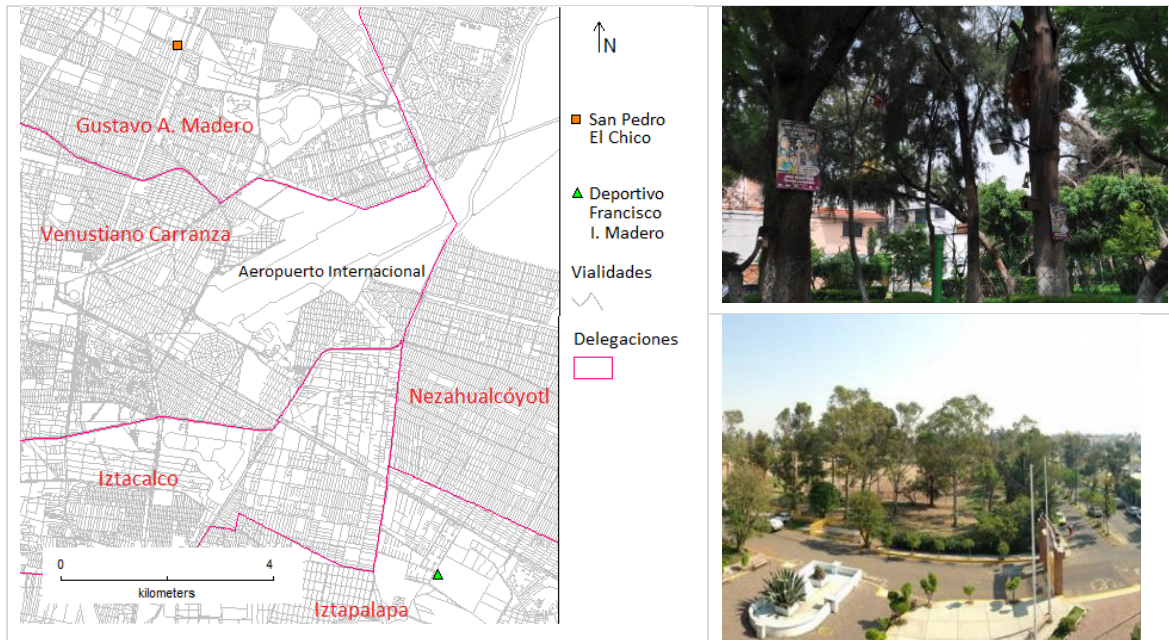 Gustavo A. Madero
Venustiano Carranza
Aeropuerto Internacional
Nezahualcóyotl
Iztacalco
0 4
kilometers
Iztapalapa
N
San Pedro
El Chico
Deportivo
Francisco
I. Madero
Vialidades
Delegaciones